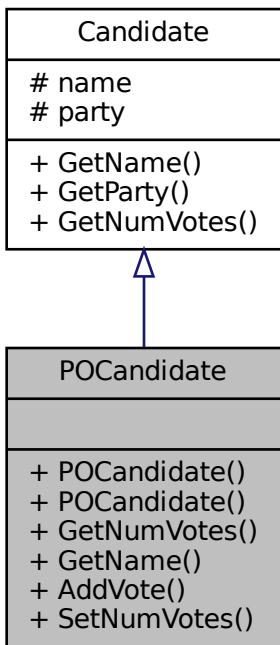 Candidate
# name
# party
+ GetName()
+ GetParty()
+ GetNumVotes()
POCandidate
+ POCandidate()
+ POCandidate()
+ GetNumVotes()
+ GetName()
+ AddVote()
+ SetNumVotes()